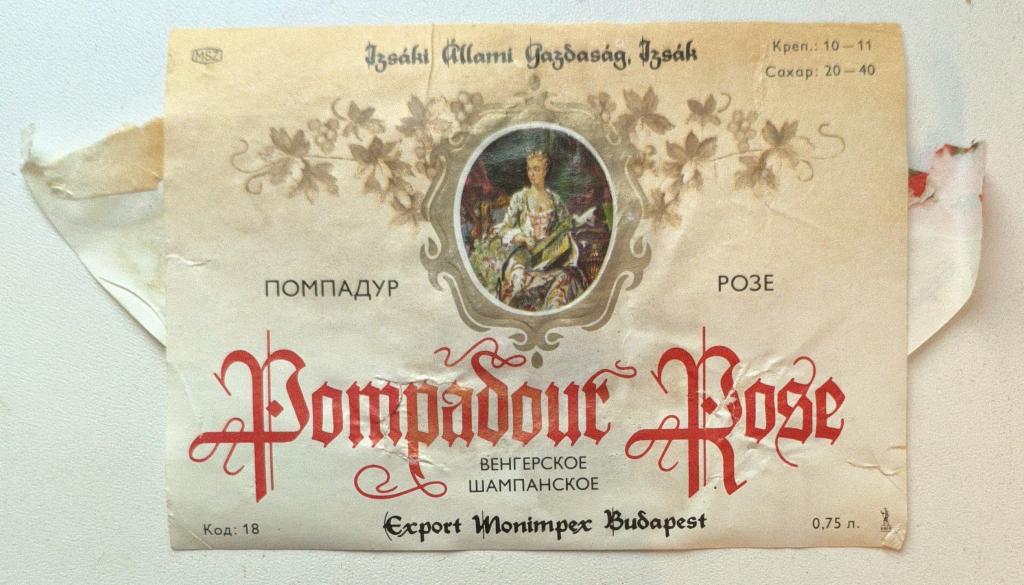 MSZ
Izsáki Állami Gazdaság, Izsák
Креп.: 10—11
Сахар: 20—40
ПОМПАДУР
РОЗЕ
Pompadour Rose
ВЕНГЕРСКОЕ
ШАМПАНСКОЕ
Код: 18
Export Monimpex Budapest
0,75 л.